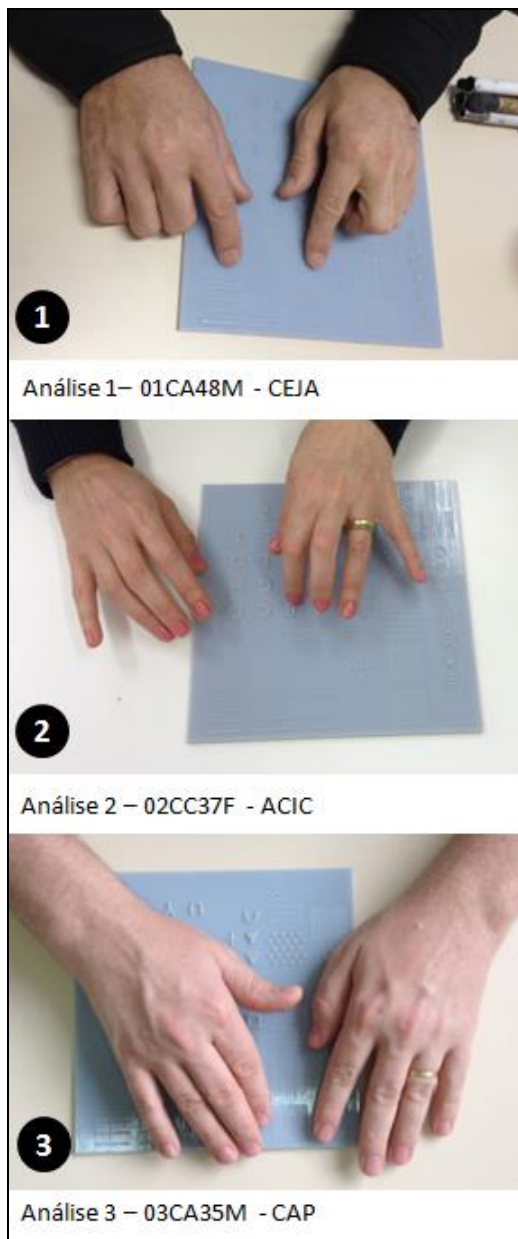 1
Análise 1– 01CA48M - CEJA
2
Análise 2 – 02CC37F - ACIC
3
Análise 3 – 03CA35M - CAP